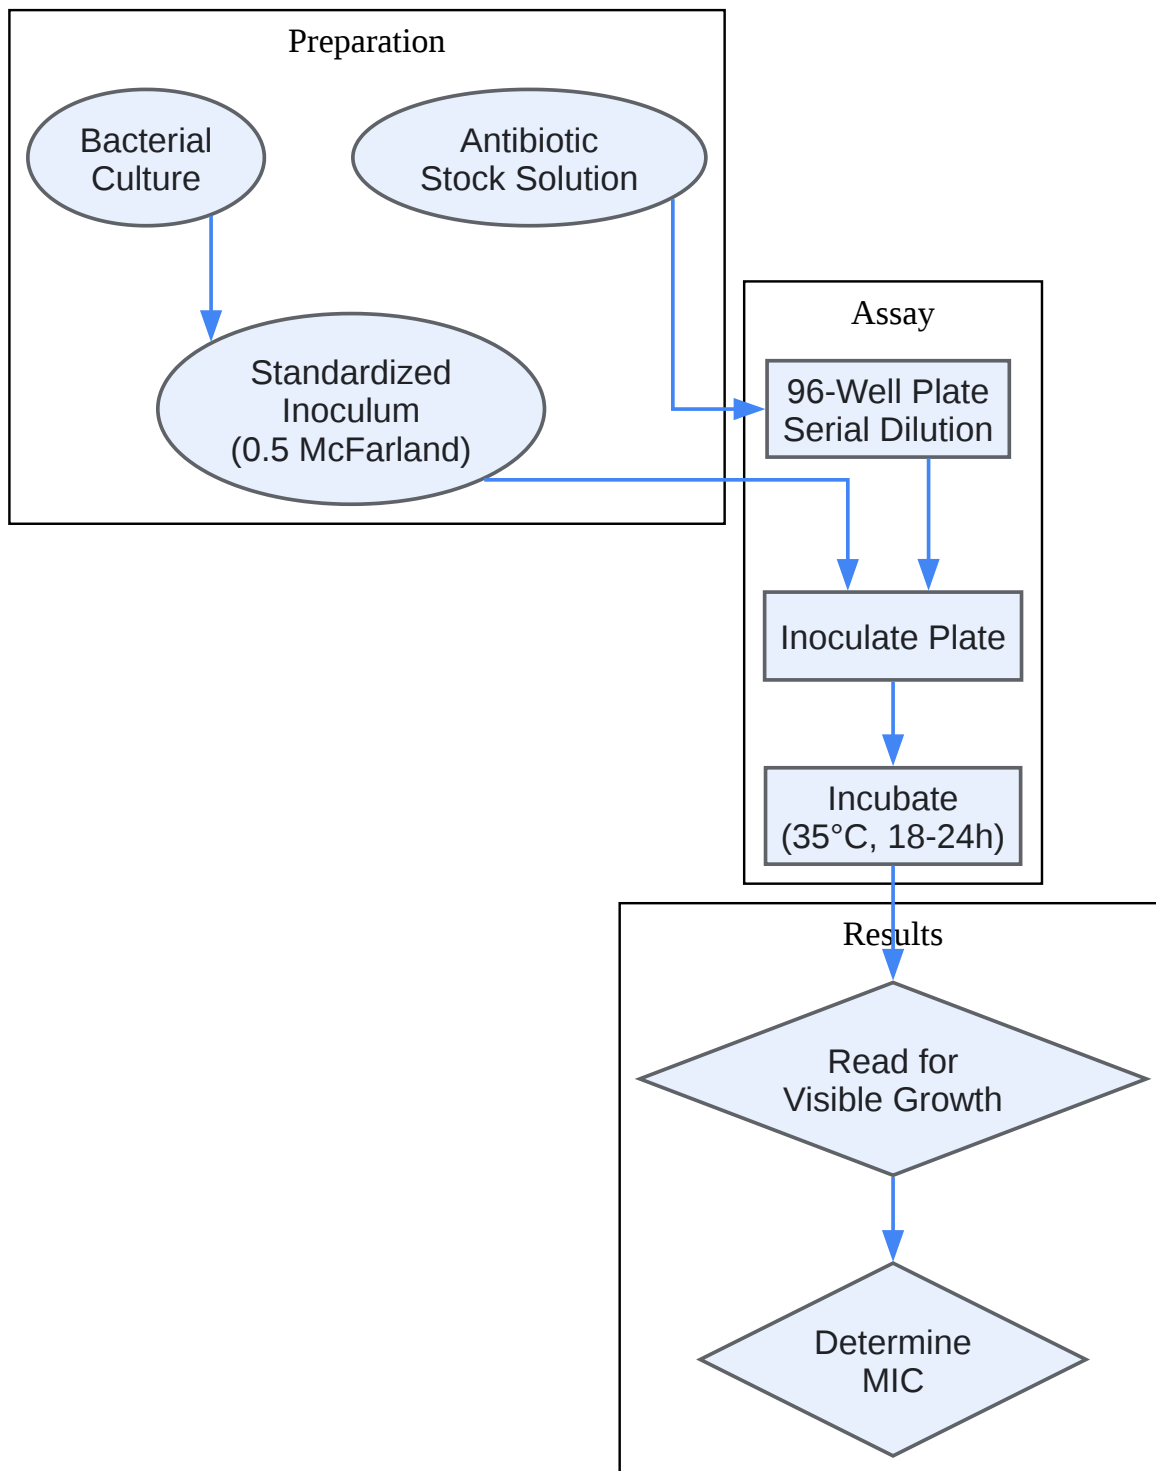 Preparation
Bacterial
Culture
Antibiotic
Stock Solution
Standardized
Inoculum
(0.5 McFarland)
Assay
96-Well Plate
Serial Dilution
Inoculate Plate
Incubate
(35°C, 18-24h)
Results
Read for
Visible Growth
Determine
MIC